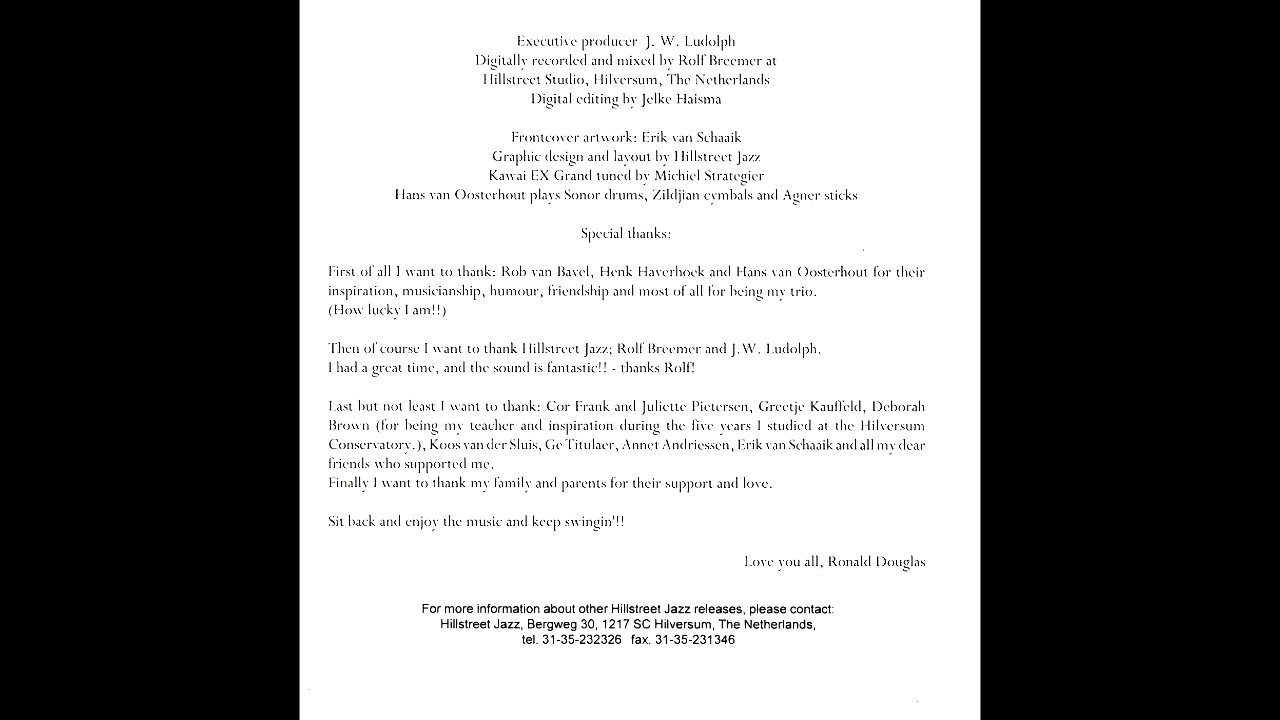 Executive producer J. W. Ludolph
Digitally recorded and mixed by Rolf Breemer at
Hillstreet Studio, Hilversum, The Netherlands
Digital editing by Jelke Haisma
Frontcover artwork: Erik van Schaaik
Graphic design and layout by Hillstreet Jazz
Kawai EX Grand tuned by Michiel Strategier
Hans van Oosterhout plays Sonor drums, Zildjian cymbals and Agner sticks
Special thanks:
First of all I want to thank: Rob van Bavel, Henk Haverhoek and Hans van Oosterhout for their
inspiration, musicianship, humour, friendship and most of all for being my trio.
(How lucky I am!!)
Then of course I want to thank Hillstreet Jazz; Rolf Breemer and J.W. Ludolph.
I had a great time, and the sound is fantastic!! - thanks Rolf!
Last but not least I want to thank: Cor Frank and Juliette Pietersen, Greetje Kauffeld, Deborah
Brown (for being my teacher and inspiration during the five years I studied at the Hilversum
Conservatory.), Koos van der Sluis, Ge Titulaer, Annet Andriessen, Erik van Schaaik and all my dear
friends who supported me.
Finally I want to thank my family and parents for their support and love.
Sit back and enjoy the music and keep swingin'!!
Love you all, Ronald Douglas
For more information about other Hillstreet Jazz releases, please contact:
Hillstreet Jazz, Bergweg 30, 1217 SC Hilversum, The Netherlands,
tel. 31-35-232326 fax. 31-35-231346